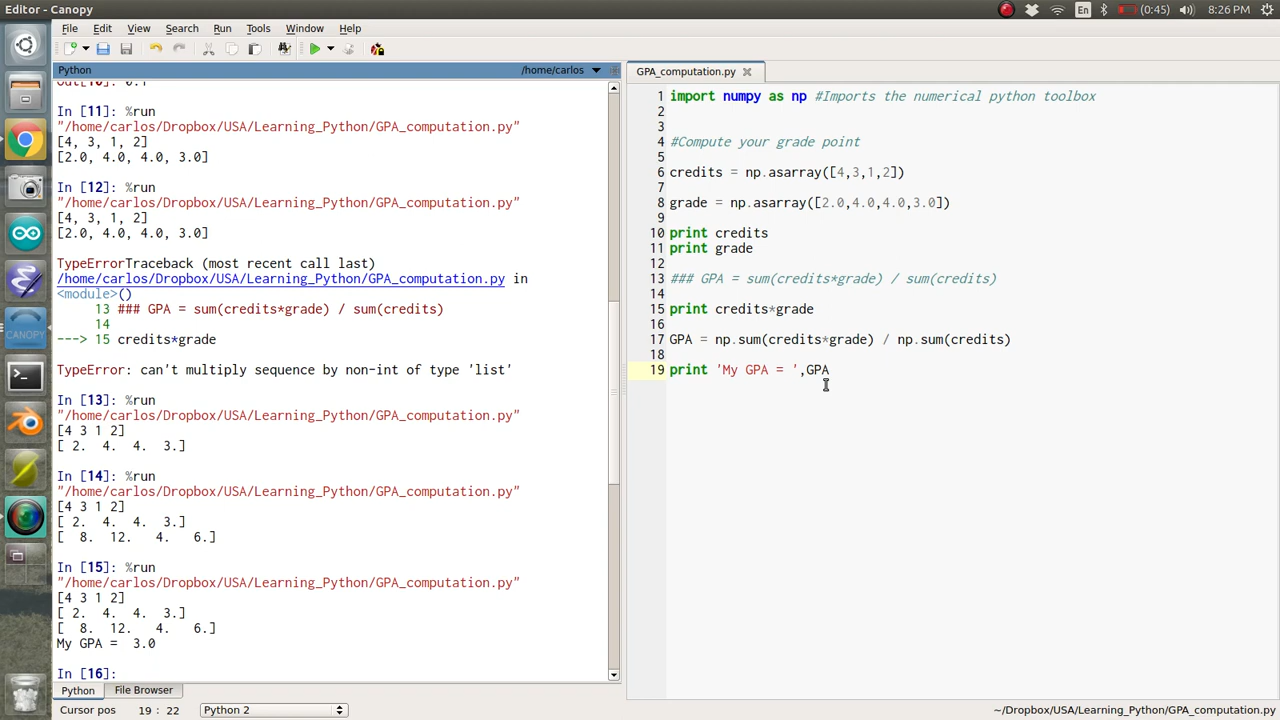 Editor - Canopy
En
(0:45)
8:26 PM
File Edit View Search Run Tools Window Help
Python
/home/carlos
In [11]: %run
"/home/carlos/Dropbox/USA/Learning_Python/GPA_computation.py"
[4, 3, 1, 2]
[2.0, 4.0, 4.0, 3.0]
In [12]: %run
"/home/carlos/Dropbox/USA/Learning_Python/GPA_computation.py"
[4, 3, 1, 2]
[2.0, 4.0, 4.0, 3.0]
TypeErrorTraceback (most recent call last)
/home/carlos/Dropbox/USA/Learning_Python/GPA_computation.py in
<module>()
13 ### GPA = sum(credits*grade) / sum(credits)
14
---> 15 credits*grade
TypeError: can't multiply sequence by non-int of type 'list'
In [13]: %run
"/home/carlos/Dropbox/USA/Learning_Python/GPA_computation.py"
[4 3 1 2]
[ 2. 4. 4. 3.]
In [14]: %run
"/home/carlos/Dropbox/USA/Learning_Python/GPA_computation.py"
[4 3 1 2]
[ 2. 4. 4. 3.]
[ 8. 12. 4. 6.]
In [15]: %run
"/home/carlos/Dropbox/USA/Learning_Python/GPA_computation.py"
[4 3 1 2]
[ 2. 4. 4. 3.]
[ 8. 12. 4. 6.]
My GPA = 3.0
In [16]:
Python
File Browser
GPA_computation.py
1 import numpy as np #Imports the numerical python toolbox
2
3
4 #Compute your grade point
5
6 credits = np.asarray([4,3,1,2])
7
8 grade = np.asarray([2.0,4.0,4.0,3.0])
9
10 print credits
11 print grade
12
13 ### GPA = sum(credits*grade) / sum(credits)
14
15 print credits*grade
16
17 GPA = np.sum(credits*grade) / np.sum(credits)
18
19 print 'My GPA = ',GPA
CANOPY
Cursor pos 19 : 22 Python 2
~/Dropbox/USA/Learning_Python/GPA_computation.py